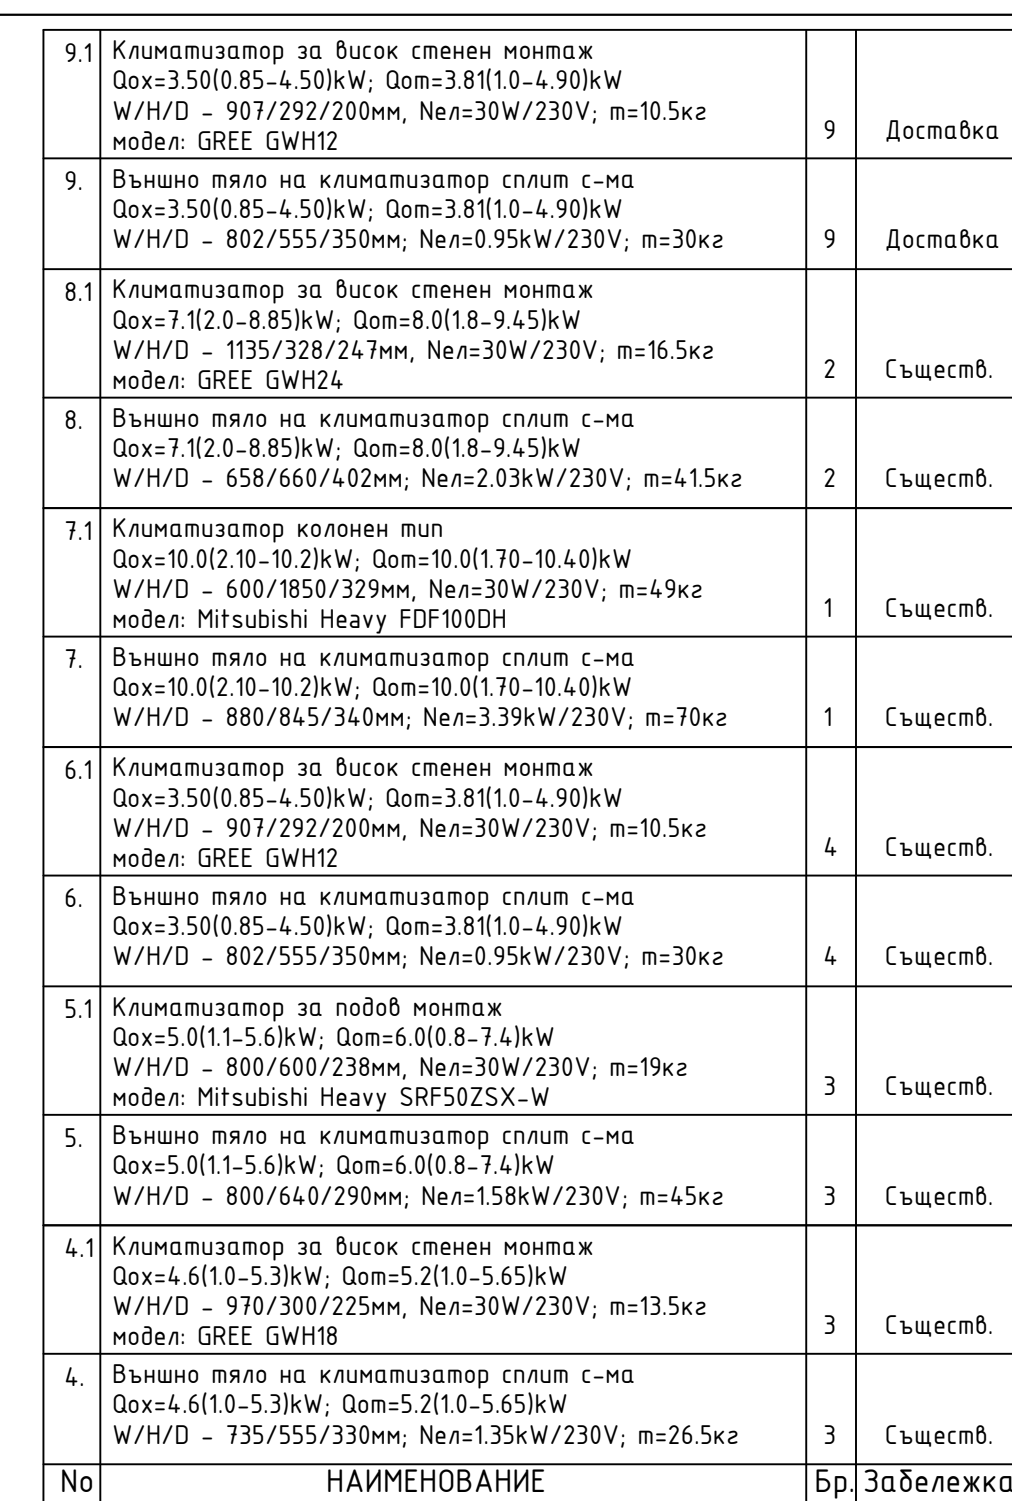 9.1 Климатизатор за висок стенен монтаж
Qох=3.50(0.85-4.50)kW; Qот=3.81(1.0-4.90)kW
W/H/D - 907/292/200мм, Nел=30W/230V; m=10.5кг
модел: GREE GWH12 9 Доставка
9. Външно тяло на климатизатор сплит с-ма
Qох=3.50(0.85-4.50)kW; Qот=3.81(1.0-4.90)kW
W/H/D - 802/555/350мм; Nел=0.95kW/230V; m=30кг 9 Доставка
8.1 Климатизатор за висок стенен монтаж
Qох=7.1(2.0-8.85)kW; Qот=8.0(1.8-9.45)kW
W/H/D - 1135/328/247мм, Nел=30W/230V; m=16.5кг
модел: GREE GWH24 2 Съществ.
8. Външно тяло на климатизатор сплит с-ма
Qох=7.1(2.0-8.85)kW; Qот=8.0(1.8-9.45)kW
W/H/D - 658/660/402мм; Nел=2.03kW/230V; m=41.5кг 2 Съществ.
7.1 Климатизатор колонен тип
Qох=10.0(2.10-10.2)kW; Qот=10.0(1.70-10.40)kW
W/H/D - 600/1850/329мм, Nел=30W/230V; m=49кг
модел: Mitsubishi Heavy FDF100DH 1 Съществ.
7. Външно тяло на климатизатор сплит с-ма
Qох=10.0(2.10-10.2)kW; Qот=10.0(1.70-10.40)kW
W/H/D - 880/845/340мм; Nел=3.39kW/230V; m=70кг 1 Съществ.
6.1 Климатизатор за висок стенен монтаж
Qох=3.50(0.85-4.50)kW; Qот=3.81(1.0-4.90)kW
W/H/D - 907/292/200мм, Nел=30W/230V; m=10.5кг
модел: GREE GWH12 4 Съществ.
6. Външно тяло на климатизатор сплит с-ма
Qох=3.50(0.85-4.50)kW; Qот=3.81(1.0-4.90)kW
W/H/D - 802/555/350мм; Nел=0.95kW/230V; m=30кг 4 Съществ.
5.1 Климатизатор за подов монтаж
Qох=5.0(1.1-5.6)kW; Qот=6.0(0.8-7.4)kW
W/H/D - 800/600/238мм, Nел=30W/230V; m=19кг
модел: Mitsubishi Heavy SRF50ZSX-W 3 Съществ.
5. Външно тяло на климатизатор сплит с-ма
Qох=5.0(1.1-5.6)kW; Qот=6.0(0.8-7.4)kW
W/H/D - 800/640/290мм; Nел=1.58kW/230V; m=45кг 3 Съществ.
4.1 Климатизатор за висок стенен монтаж
Qох=4.6(1.0-5.3)kW; Qот=5.2(1.0-5.65)kW
W/H/D - 970/300/225мм, Nел=30W/230V; m=13.5кг
модел: GREE GWH18 3 Съществ.
4. Външно тяло на климатизатор сплит с-ма
Qох=4.6(1.0-5.3)kW; Qот=5.2(1.0-5.65)kW
W/H/D - 735/555/330мм; Nел=1.35kW/230V; m=26.5кг 3 Съществ.
No НАИМЕНОВАНИЕ Бр. Забележка